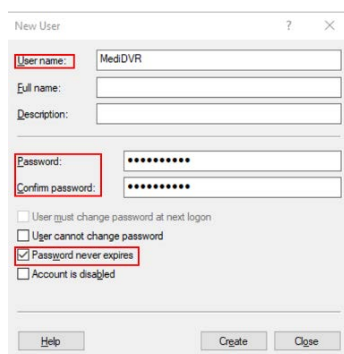 New User ? ×
User name: MediDVR
Full name:
Description:
Password: ●●●●●●●●●●
Confirm password: ●●●●●●●●●●
User must change password at next logon
User cannot change password
Password never expires
Account is disabled
Help Create Close